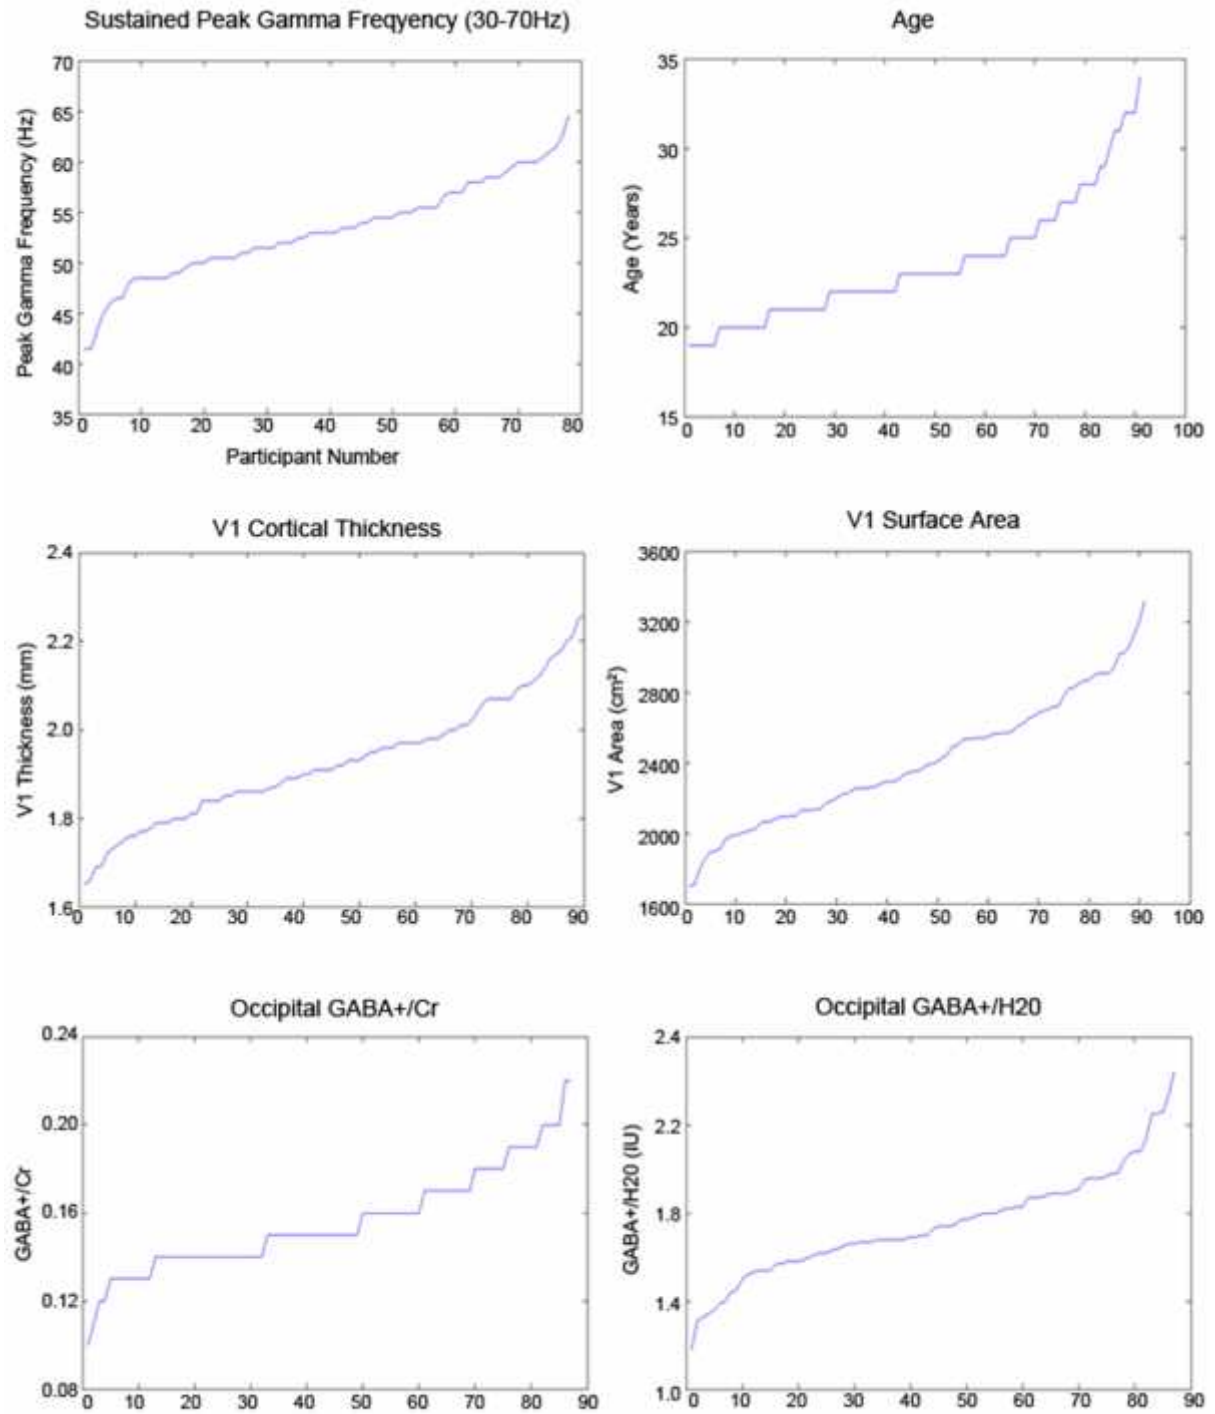 Sustained Peak Gamma Freqyency (30-70Hz)
Peak Gamma Frequency (Hz)
70
65
60
55
50
45
40
35
0 10 20 30 40 50 60 70 80
Participant Number
Age
Age (Years)
35
30
25
20
15
0 10 20 30 40 50 60 70 80 90 100
V1 Cortical Thickness
V1 Thickness (mm)
2.4
2.2
2.0
1.8
1.6
0 10 20 30 40 50 60 70 80 90
V1 Surface Area
V1 Area (cm²)
3600
3200
2800
2400
2000
1600
0 10 20 30 40 50 60 70 80 90 100
Occipital GABA+/Cr
GABA+/Cr
0.24
0.20
0.16
0.12
0.08
0 10 20 30 40 50 60 70 80 90
Occipital GABA+/H20
GABA+/H20 (IU)
2.4
2.2
1.8
1.4
1.0
0 10 20 30 40 50 60 70 80 90